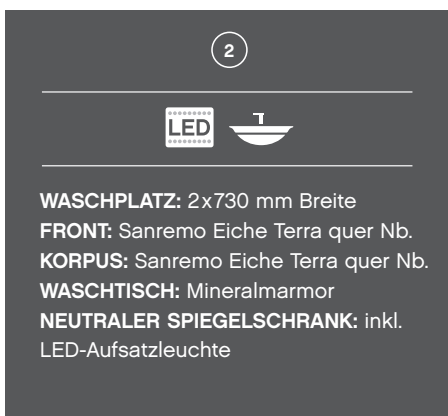 2
LED
WASCHPLATZ: 2x730 mm Breite
FRONT: Sanremo Eiche Terra quer Nb.
KORPUS: Sanremo Eiche Terra quer Nb.
WASCHTISCH: Mineralmarmor
NEUTRALER SPIEGELSCHRANK: inkl.
LED-Aufsatzleuchte